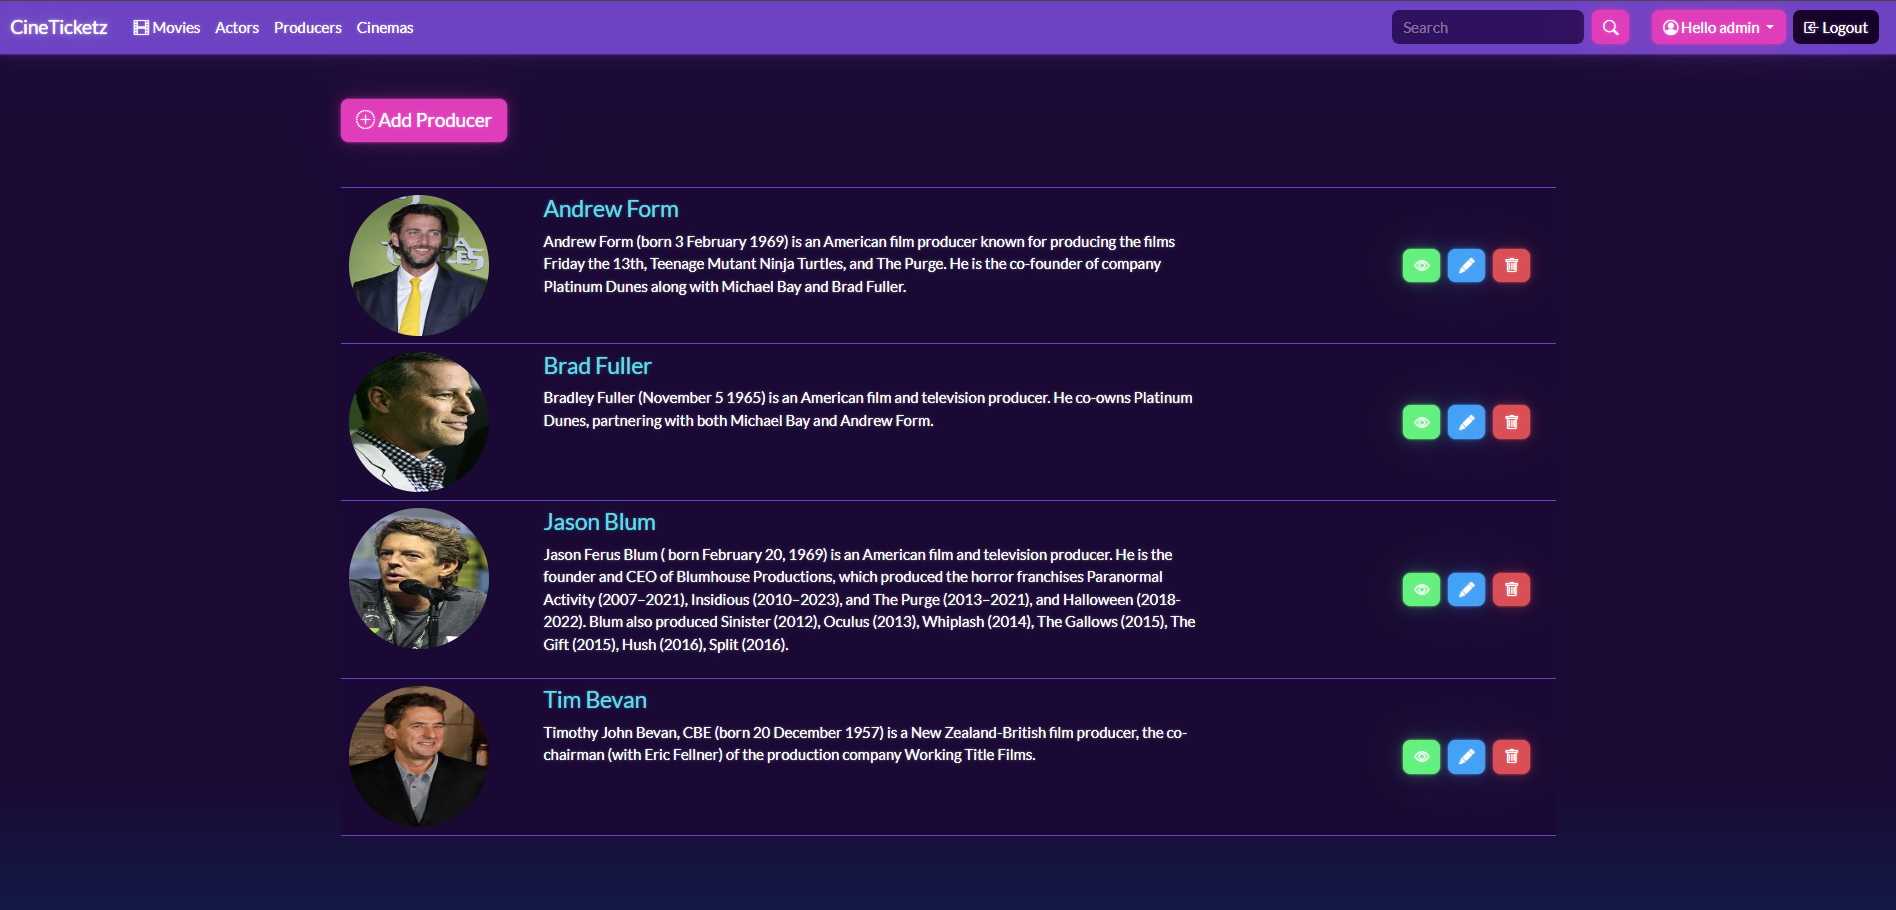 CineTicketz Movies Actors Producers Cinemas Search Hello admin Logout
Add Producer
Andrew Form
Andrew Form (born 3 February 1969) is an American film producer known for producing the films
Friday the 13th, Teenage Mutant Ninja Turtles, and The Purge. He is the co-founder of company
Platinum Dunes along with Michael Bay and Brad Fuller.
Brad Fuller
Bradley Fuller (November 5 1965) is an American film and television producer. He co-owns Platinum
Dunes, partnering with both Michael Bay and Andrew Form.
Jason Blum
Jason Ferus Blum ( born February 20, 1969) is an American film and television producer. He is the
founder and CEO of Blumhouse Productions, which produced the horror franchises Paranormal
Activity (2007–2021), Insidious (2010–2023), and The Purge (2013–2021), and Halloween (2018-
2022). Blum also produced Sinister (2012), Oculus (2013), Whiplash (2014), The Gallows (2015), The
Gift (2015), Hush (2016), Split (2016).
Tim Bevan
Timothy John Bevan, CBE (born 20 December 1957) is a New Zealand-British film producer, the co-
chairman (with Eric Fellner) of the production company Working Title Films.